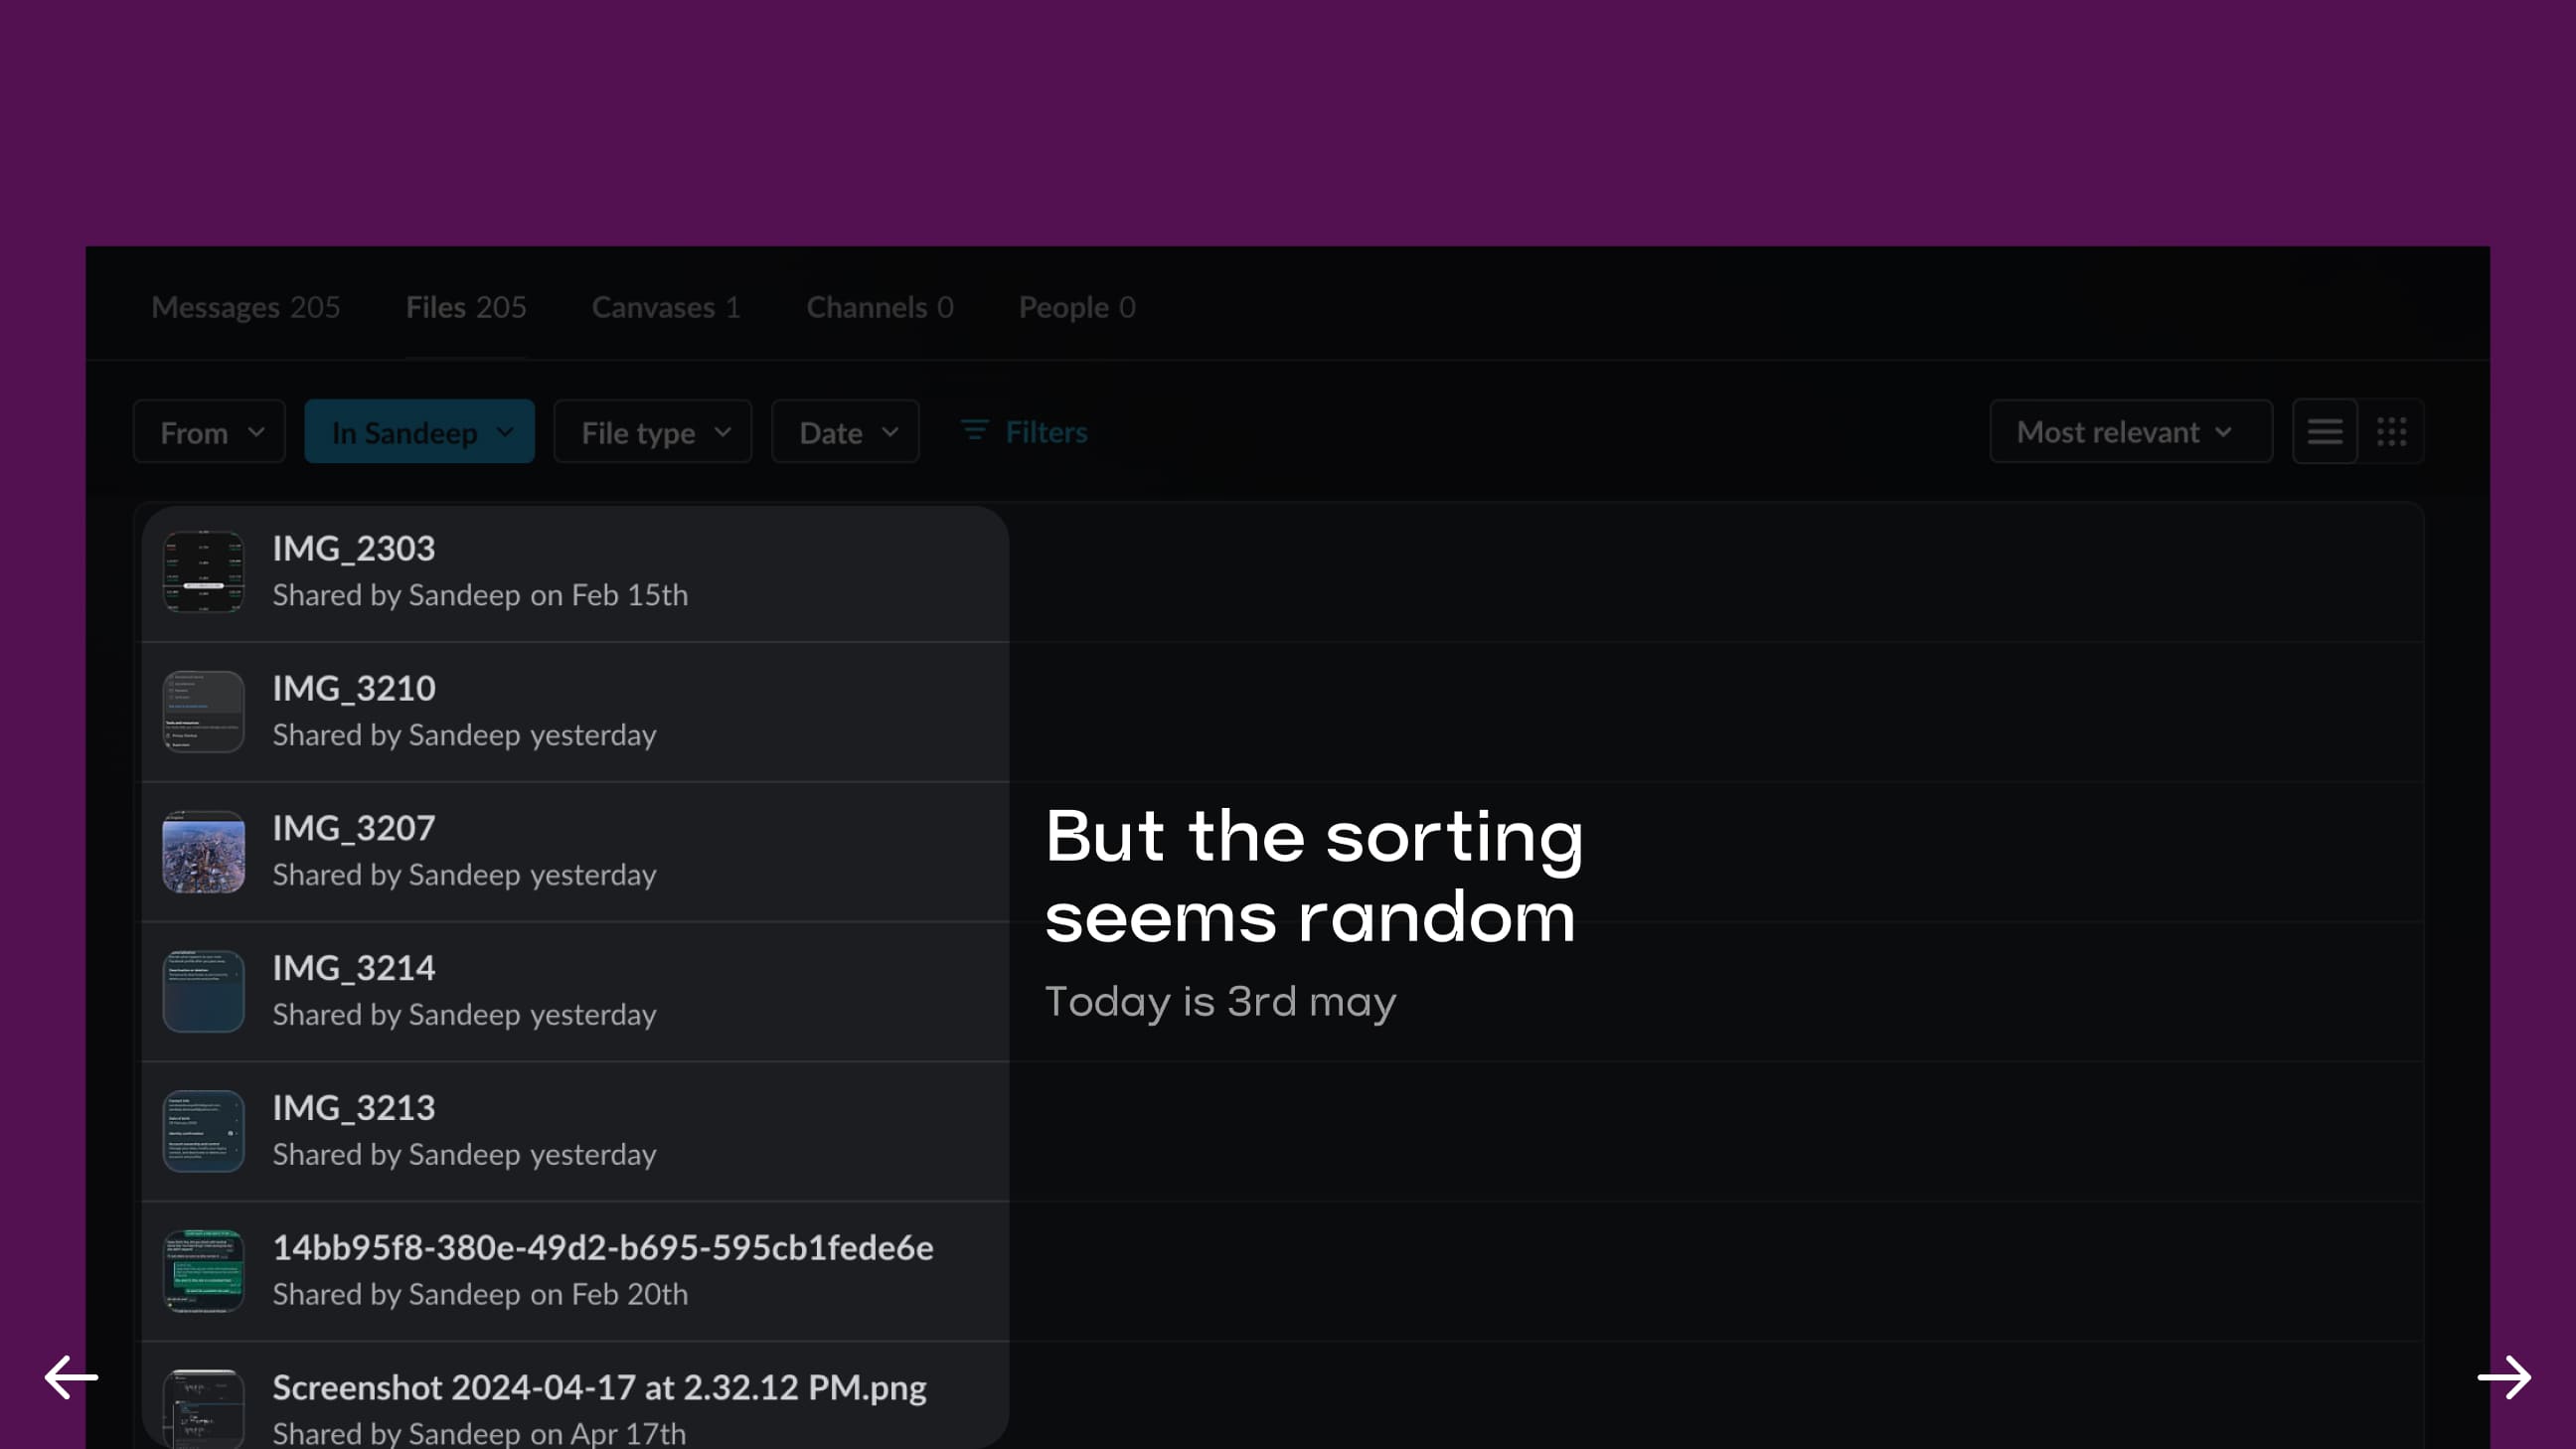 Messages 205 Files 205 Canvases 1 Channels 0 People 0
From In Sandeep File type Date Filters Most relevant
IMG_2303
Shared by Sandeep on Feb 15th
IMG_3210
Shared by Sandeep yesterday
IMG_3207
Shared by Sandeep yesterday
IMG_3214
Shared by Sandeep yesterday
IMG_3213
Shared by Sandeep yesterday
14bb95f8-380e-49d2-b695-595cb1fede6e
Shared by Sandeep on Feb 20th
Screenshot 2024-04-17 at 2.32.12 PM.png
Shared by Sandeep on Apr 17th
But the sorting
seems random
Today is 3rd may